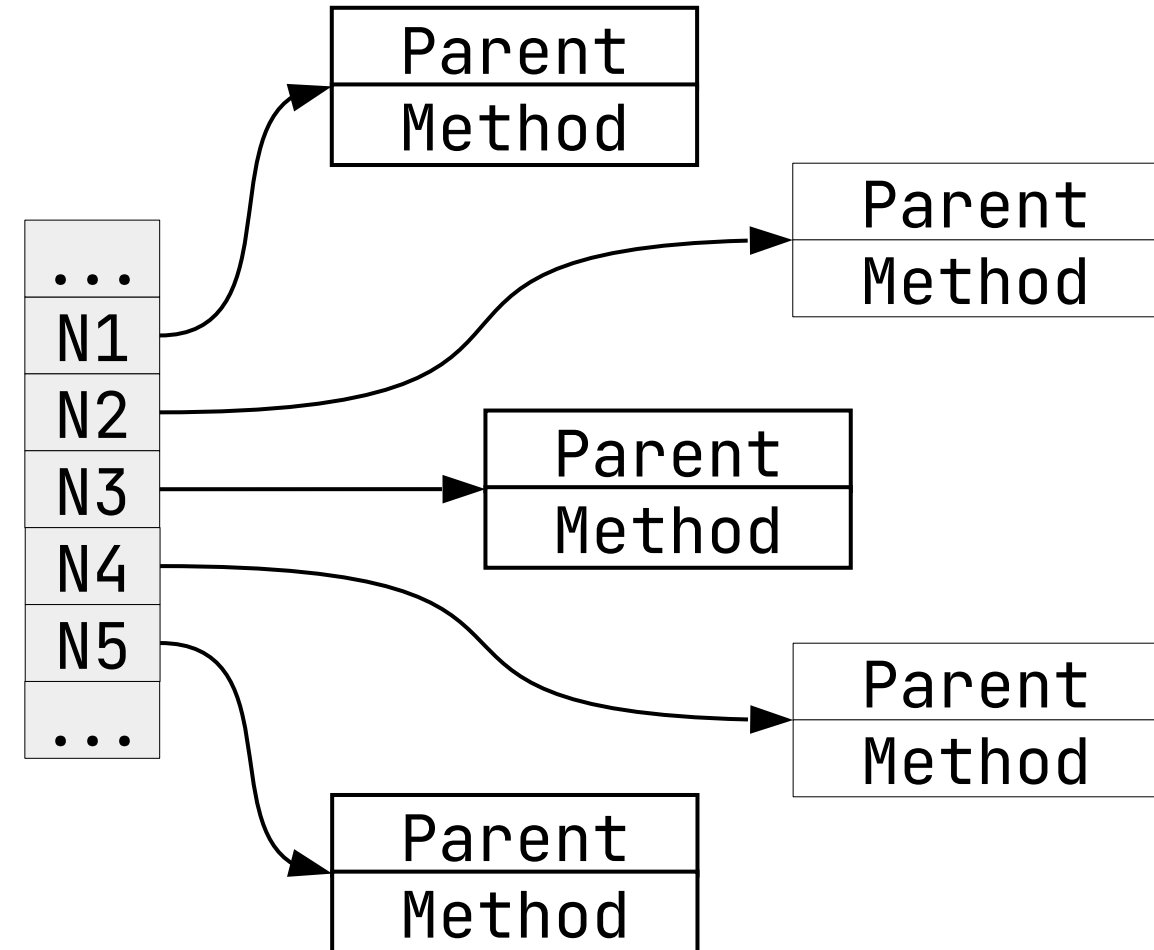 Parent
Method
Parent
Method
...
N1
N2
N3
N4
N5
...
Parent
Method
Parent
Method
Parent
Method